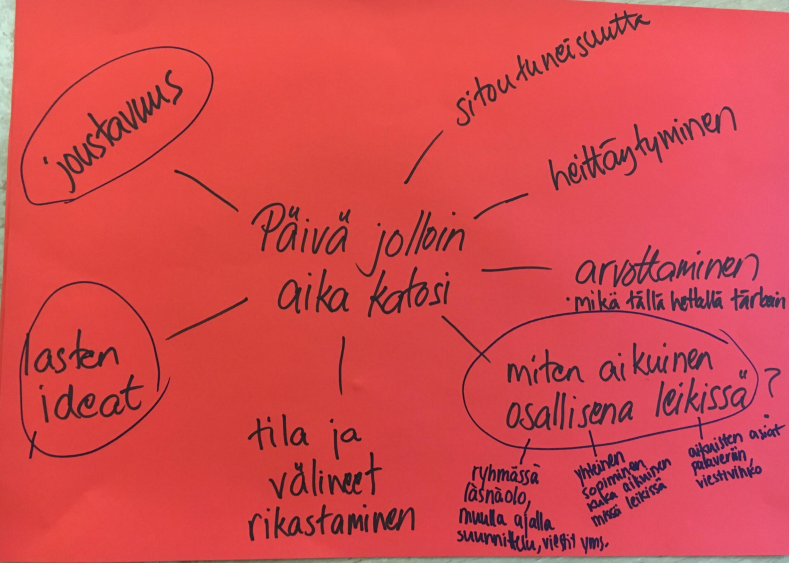 joustavuus
sitoutuneisuutta
heittäytyminen
Päivä jolloin
aika katosi
arvottaminen
· mikä tällä hetkellä tärkein
lasten
ideat
miten aikuinen
osallisena leikissä ?
tila ja
välineet
rikastaminen
ryhmässä
läsnäolo,
muulla ajalla
suunnittelu, viestit yms.
yhteinen
sopiminen
kuka aikuinen
missä leikissä
aikuisten asiat
palaveriin,
viestivihko